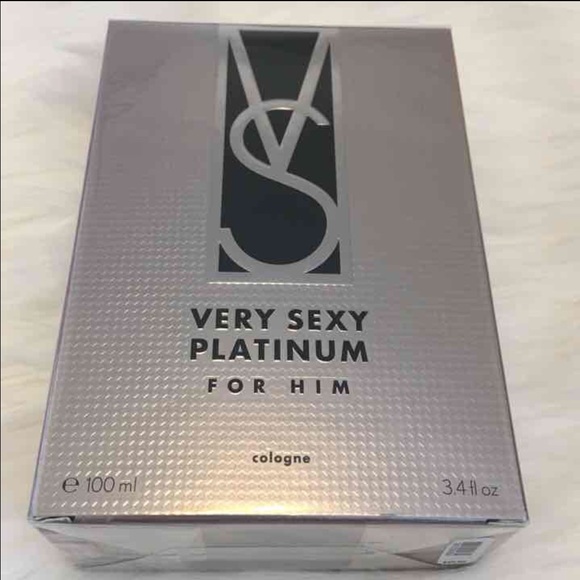 VS
VERY SEXY
PLATINUM
FOR HIM
cologne
℮ 100 ml
3.4 fl oz